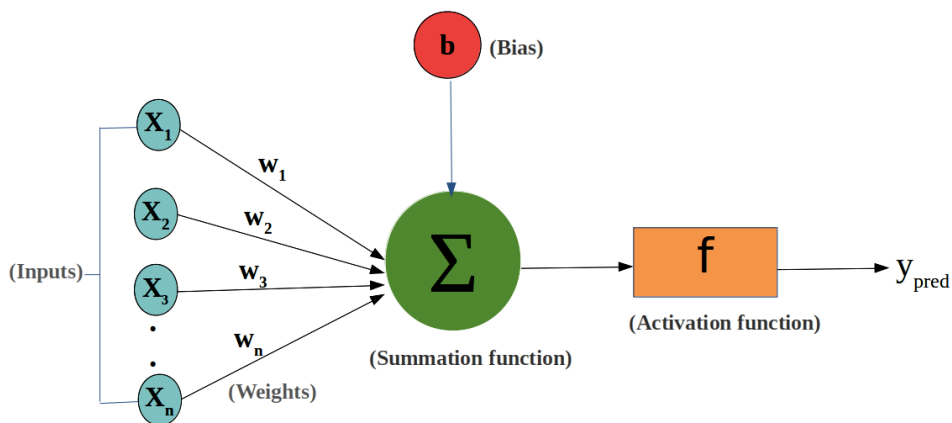 b
(Bias)
X1
w1
X2
w2
(Inputs)
X3
w3
.
.
Xn
wn
(Weights)
Σ
(Summation function)
f
(Activation function)
ypred